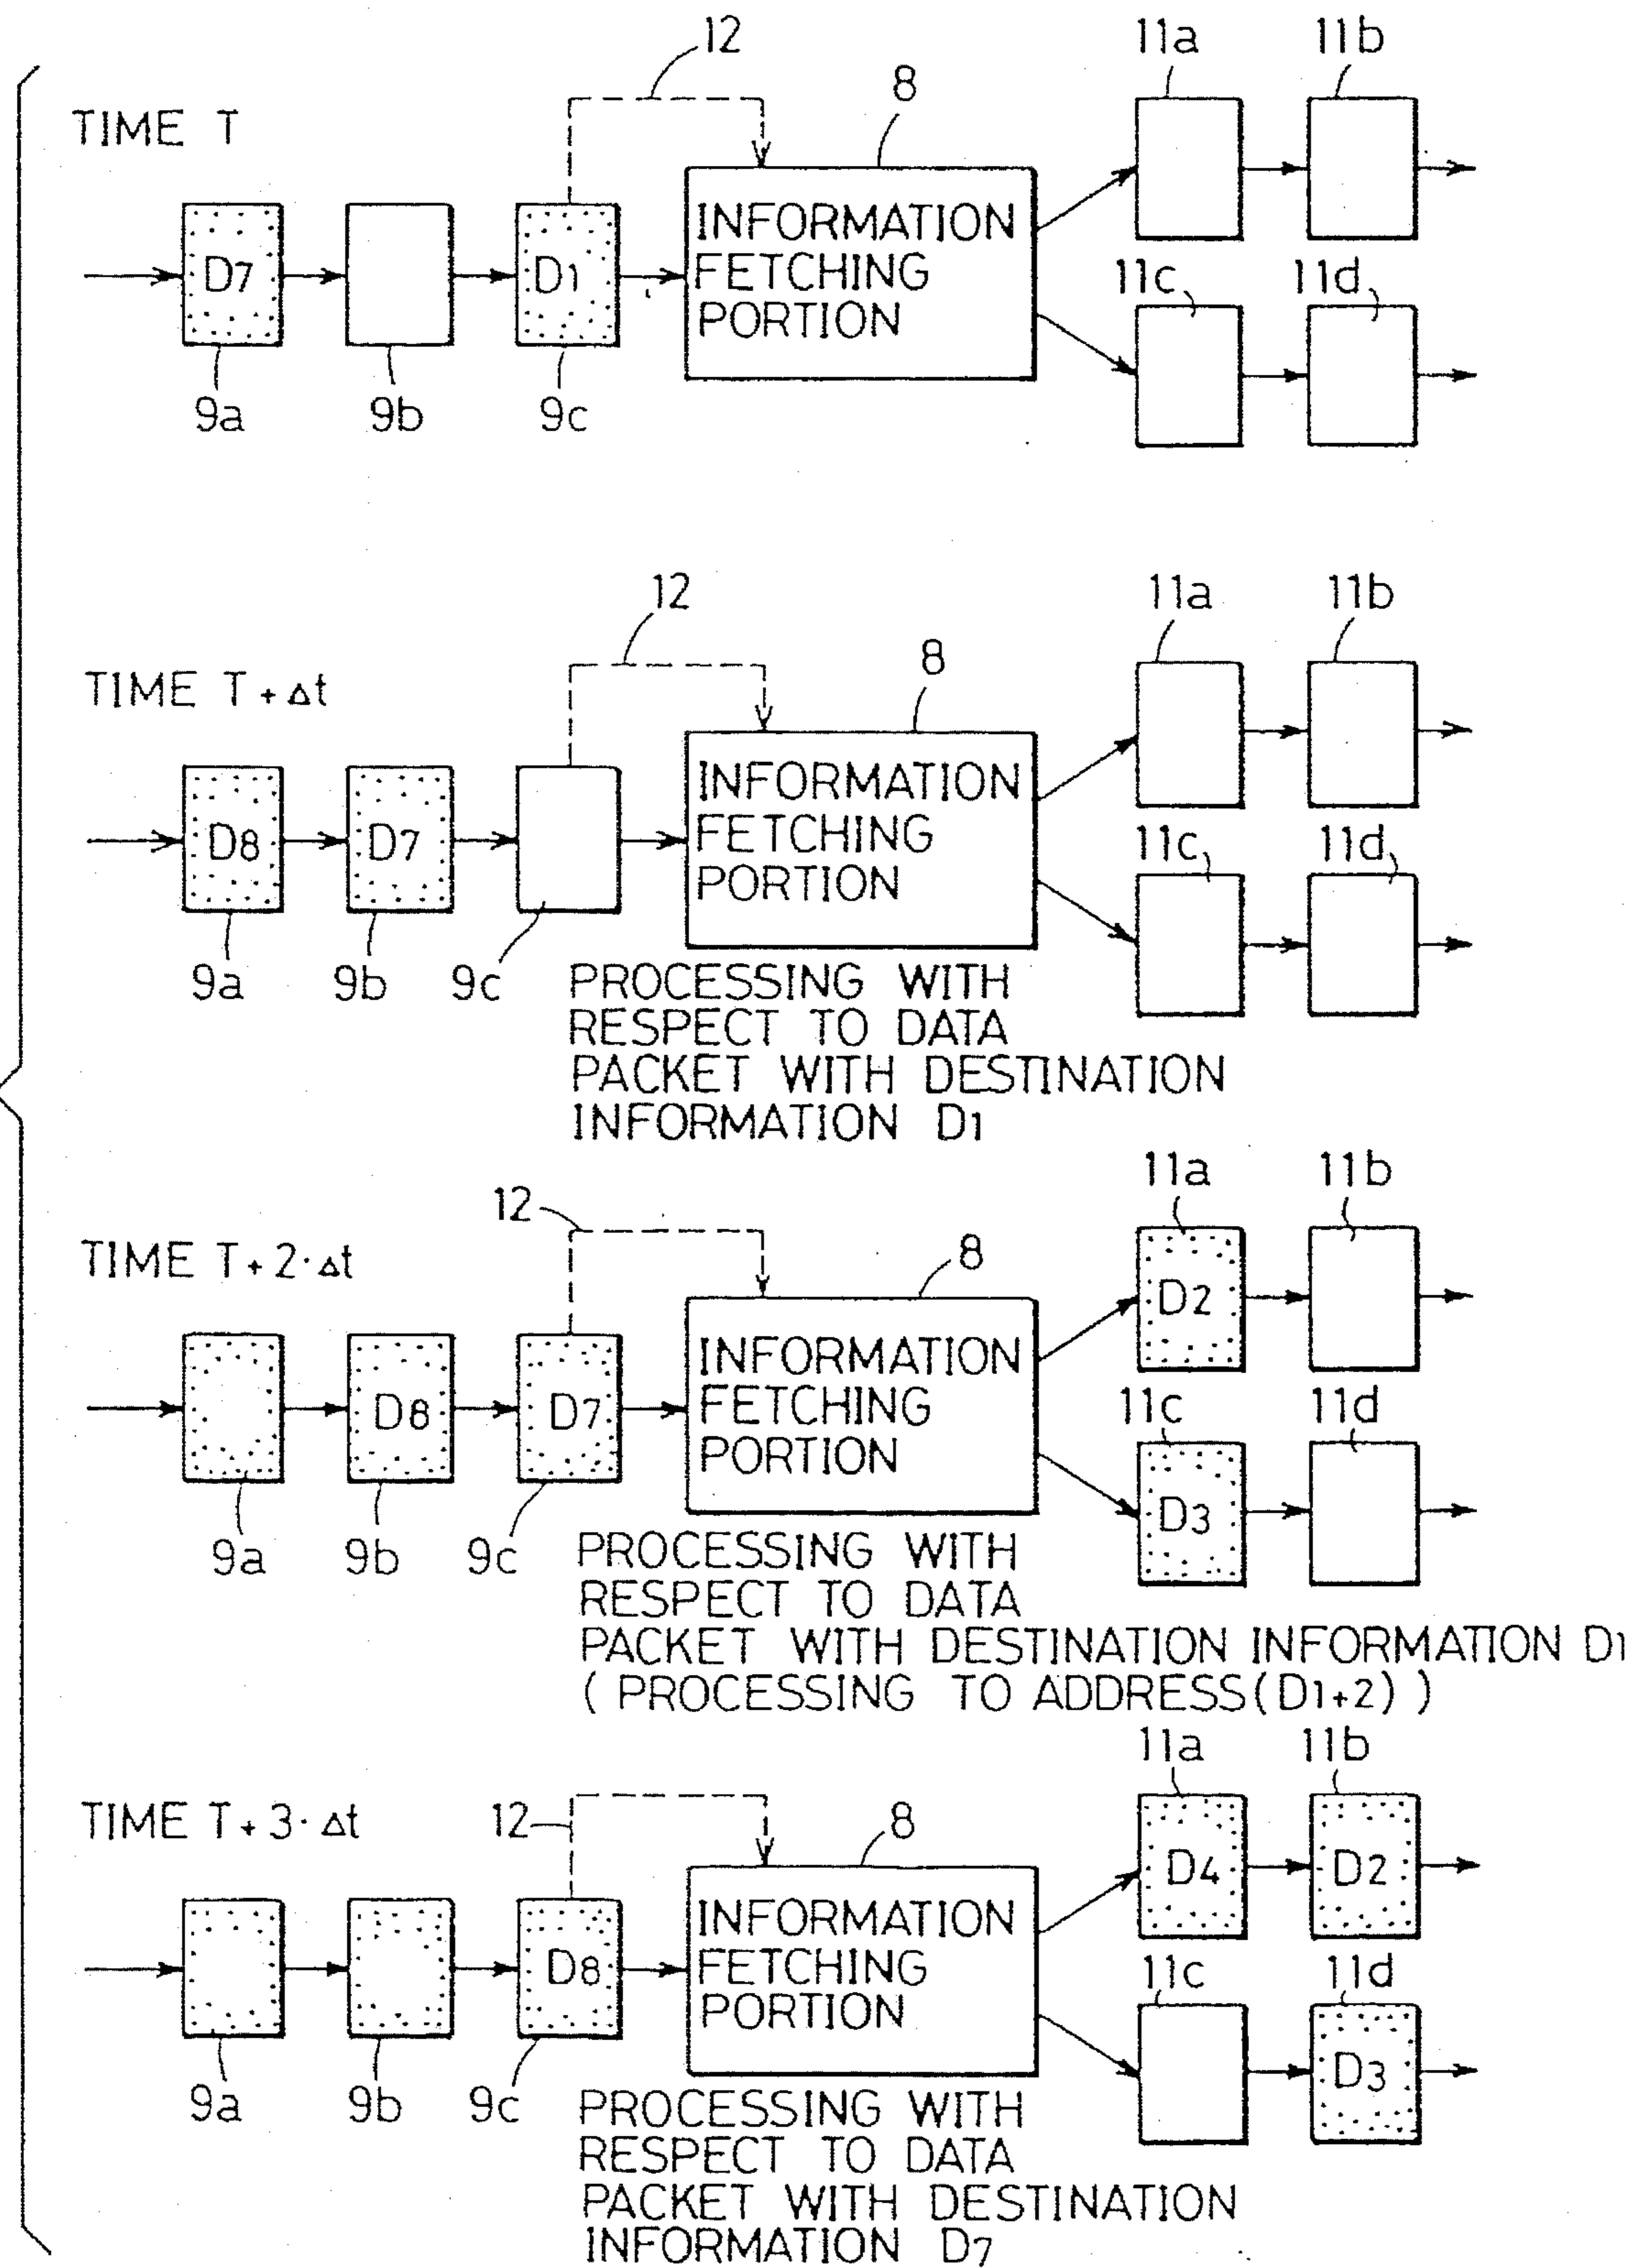 12
8
11a
11b
TIME T
D7
D1
INFORMATION
FETCHING
PORTION
11c
11d
9a
9b
9c
12
8
11a
11b
TIME T + Δt
D8
D7
INFORMATION
FETCHING
PORTION
11c
11d
9a
9b
9c
PROCESSING WITH
RESPECT TO DATA
PACKET WITH DESTINATION
INFORMATION D1
12
8
11a
11b
TIME T + 2·Δt
D8
D7
INFORMATION
FETCHING
PORTION
D2
11c
11d
D3
9a
9b
9c
PROCESSING WITH
RESPECT TO DATA
PACKET WITH DESTINATION INFORMATION D1
(PROCESSING TO ADDRESS(D1+2))
12
8
11a
11b
TIME T + 3·Δt
D8
INFORMATION
FETCHING
PORTION
D4
D2
11c
11d
D3
9a
9b
9c
PROCESSING WITH
RESPECT TO DATA
PACKET WITH DESTINATION
INFORMATION D7